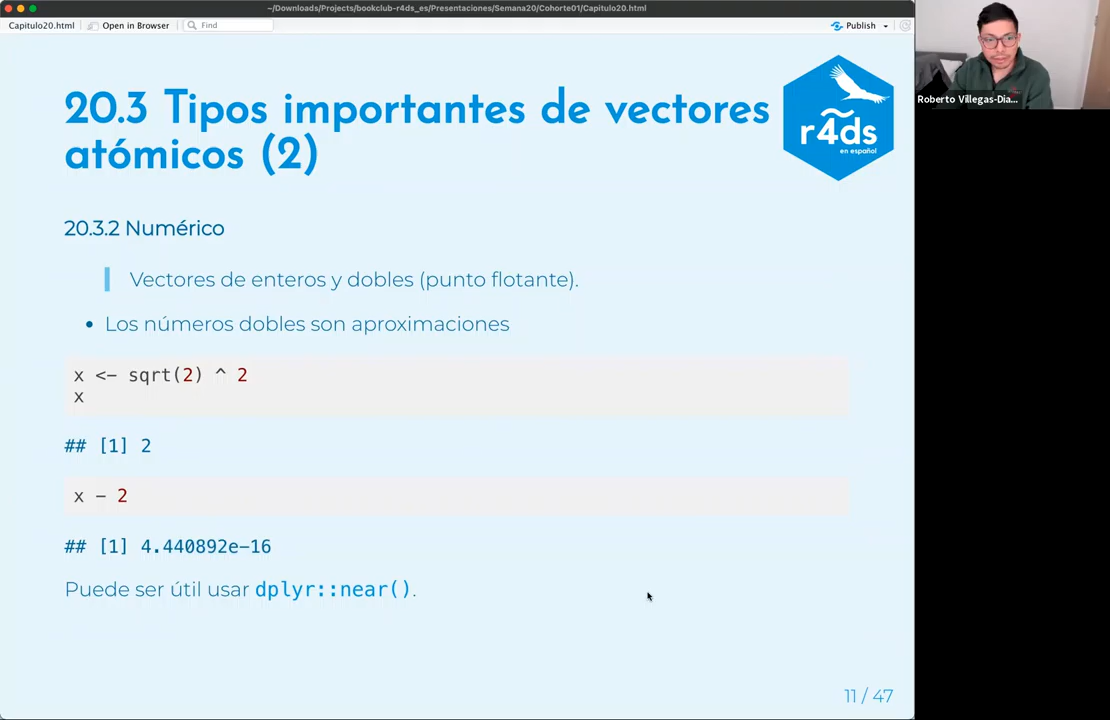 ~/Downloads/Projects/bookclub-r4ds_es/Presentaciones/Semana20/Cohorte01/Capitulo20.html
Capitulo20.html
Open in Browser
Find
Publish
20.3 Tipos importantes de vectores
atómicos (2)
r4ds
en español
Roberto Villegas-Dia...
20.3.2 Numérico
Vectores de enteros y dobles (punto flotante).
• Los números dobles son aproximaciones
x <- sqrt(2) ^ 2
x
## [1] 2
x - 2
## [1] 4.440892e-16
Puede ser útil usar dplyr::near().
11 / 47